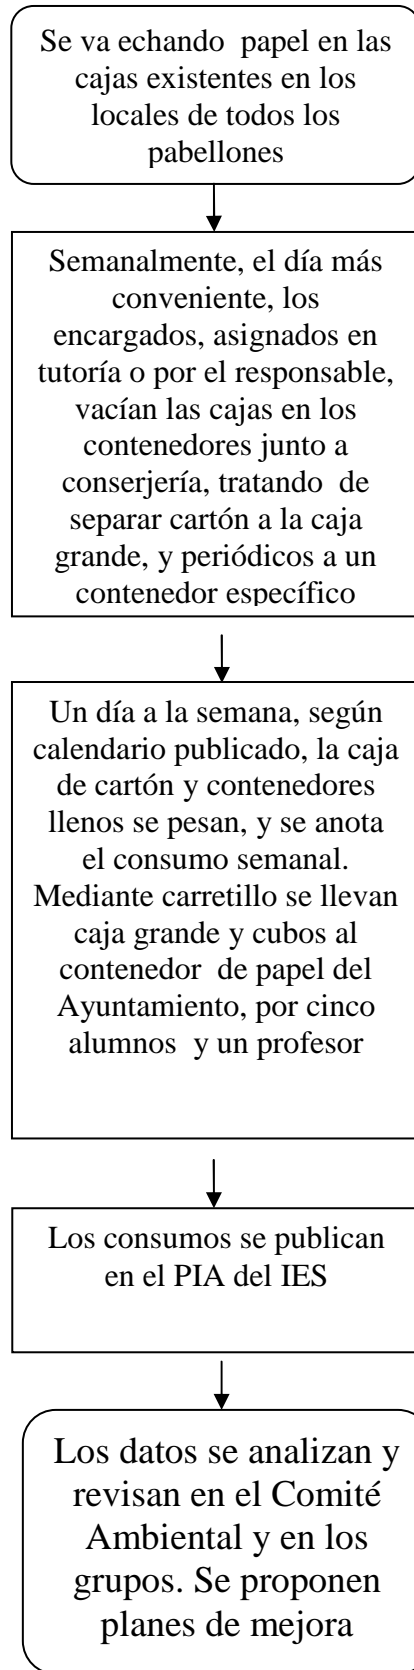 Se va echando papel en las
cajas existentes en los
locales de todos los
pabellones
Semanalmente, el día más
conveniente, los
encargados, asignados en
tutoría o por el responsable,
vacían las cajas en los
contenedores junto a
conserjería, tratando de
separar cartón a la caja
grande, y periódicos a un
contenedor específico
Un día a la semana, según
calendario publicado, la caja
de cartón y contenedores
llenos se pesan, y se anota
el consumo semanal.
Mediante carretillo se llevan
caja grande y cubos al
contenedor de papel del
Ayuntamiento, por cinco
alumnos y un profesor
Los consumos se publican
en el PIA del IES
Los datos se analizan y
revisan en el Comité
Ambiental y en los
grupos. Se proponen
planes de mejora